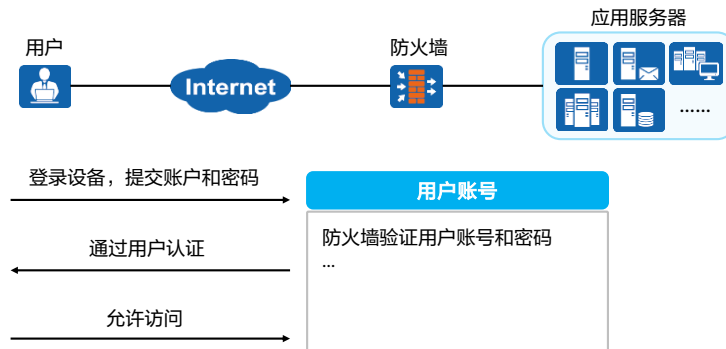 应用服务器
用户
防火墙
Internet
......
登录设备，提交账户和密码
用户账号
防火墙验证用户账号和密码
...
通过用户认证
允许访问